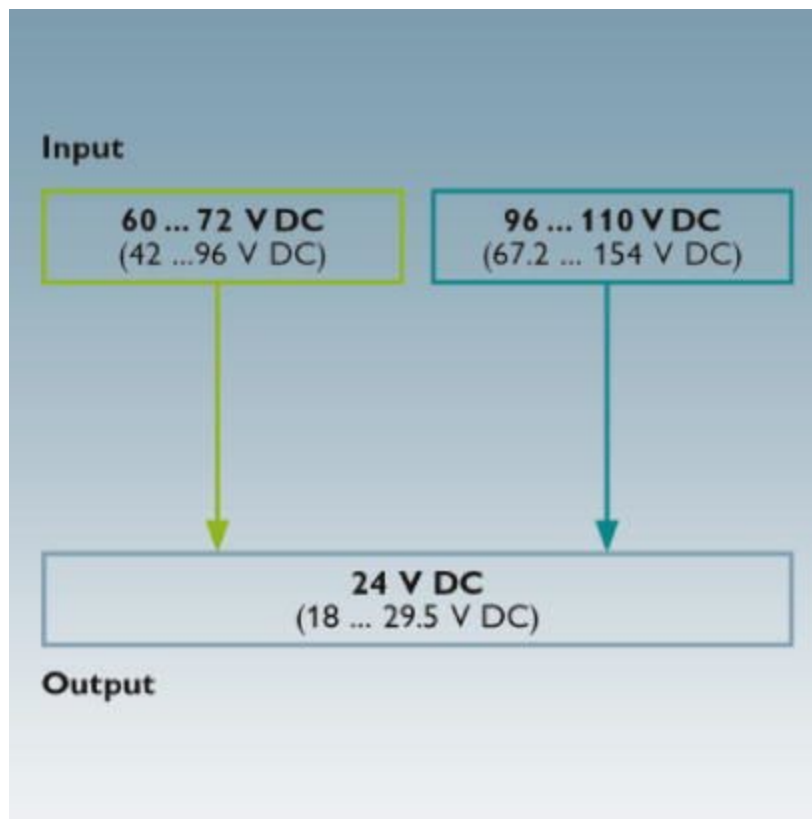 Input
60 ... 72 V DC
(42 ...96 V DC)
96 ... 110 V DC
(67.2 ... 154 V DC)
24 V DC
(18 ... 29.5 V DC)
Output